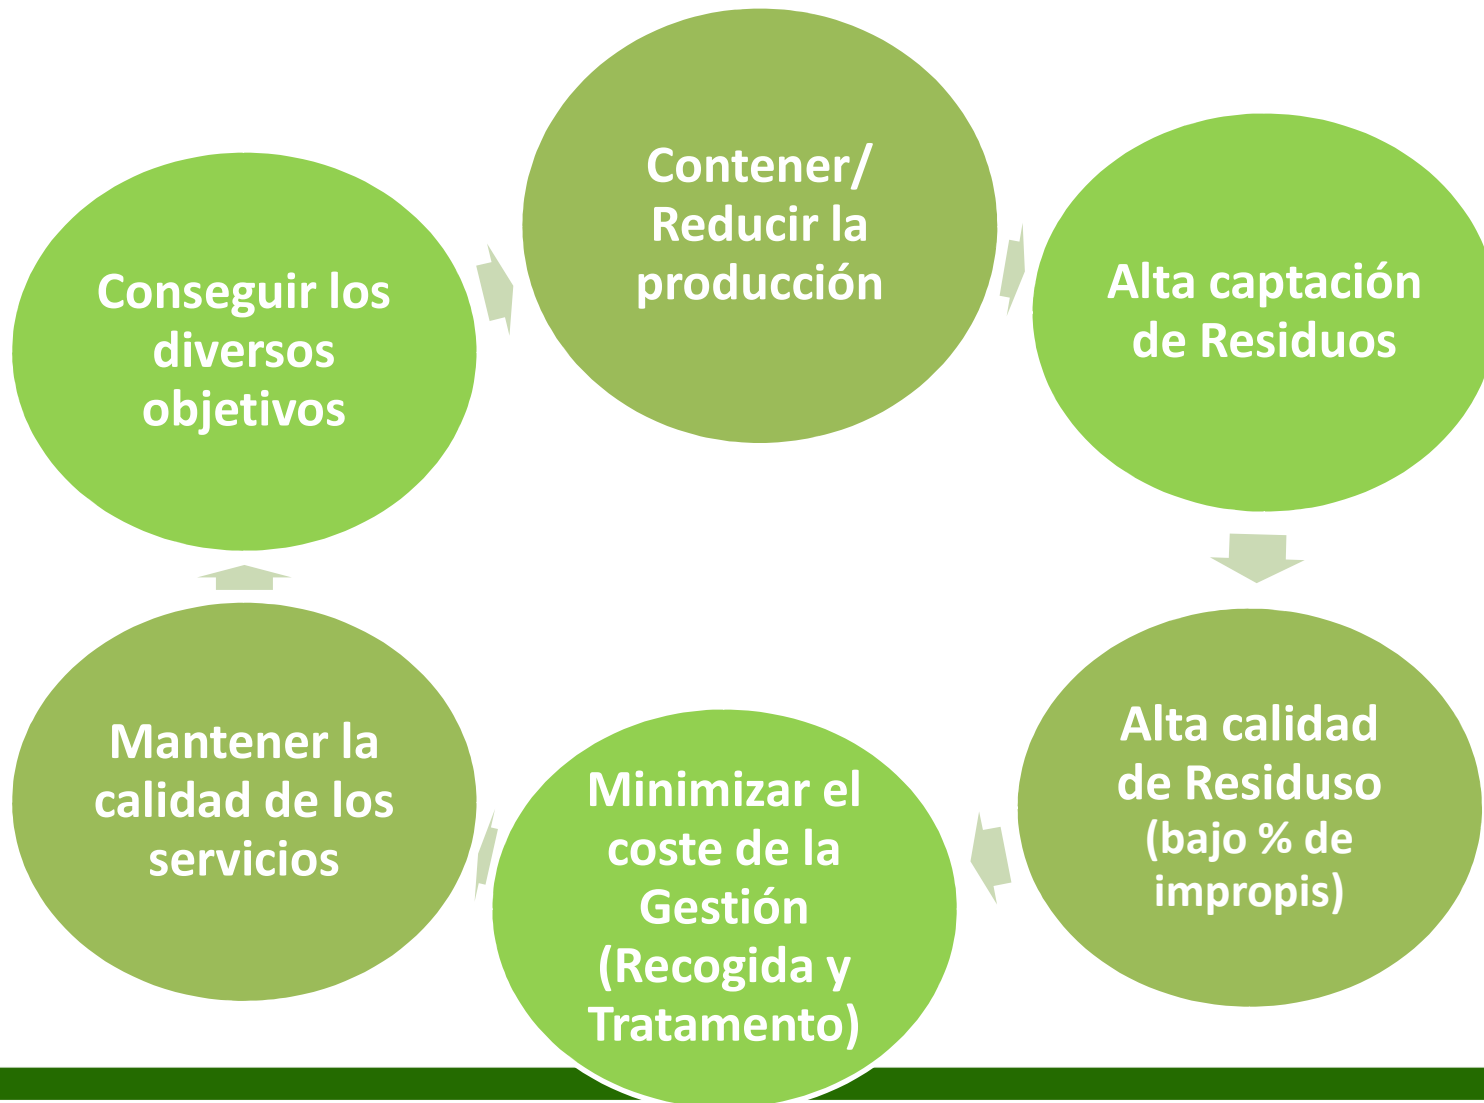 Contener/
Reducir la
producción
Alta captación
de Residuos
Alta calidad
de Residuso
(bajo % de
impropis)
Minimizar el
coste de la
Gestión
(Recogida y
Tratamento)
Mantener la
calidad de los
servicios
Conseguir los
diversos
objetivos